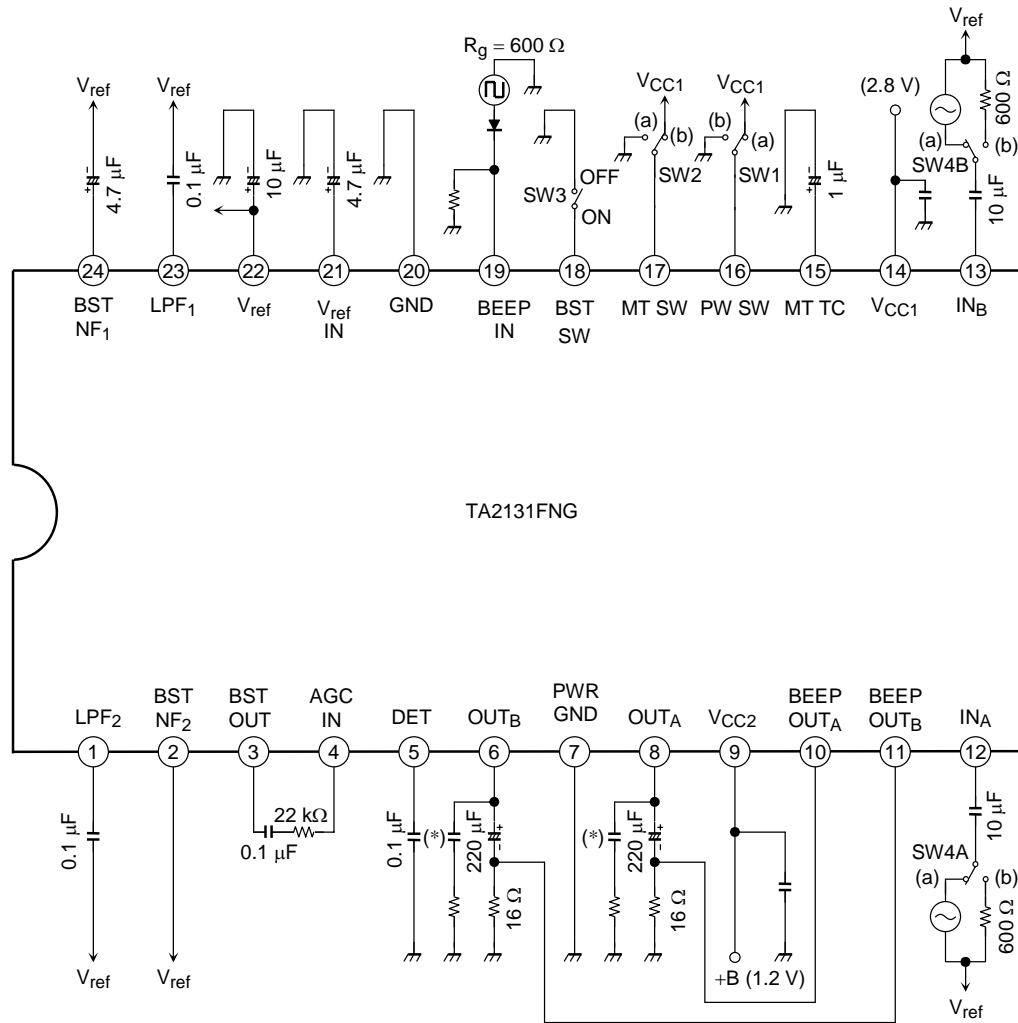 Vref
Rg = 600 Ω
Vref
Vref
VCC1
VCC1
(2.8 V)
600 Ω
(a)
(b)
(b)
(a)
(a)
(b)
SW4B
4.7 µF
0.1 µF
10 µF
4.7 µF
SW3
OFF
ON
SW2
SW1
1 µF
10 µF
+ -
+ -
+ -
+ -
+ -
24
23
22
21
20
19
18
17
16
15
14
13
BST NF1
LPF1
Vref
Vref IN
GND
BEEP IN
BST SW
MT SW
PW SW
MT TC
VCC1
INB
TA2131FNG
LPF2
BST NF2
BST OUT
AGC IN
DET
OUTB
PWR GND
OUTA
VCC2
BEEP OUTA
BEEP OUTB
INA
1
2
3
4
5
6
7
8
9
10
11
12
0.1 µF
22 kΩ
0.1 µF
0.1 µF
(*)
220 µF
+ -
16 Ω
(*)
220 µF
+ -
16 Ω
10 µF
SW4A
(a)
(b)
600 Ω
Vref
Vref
+B (1.2 V)
Vref